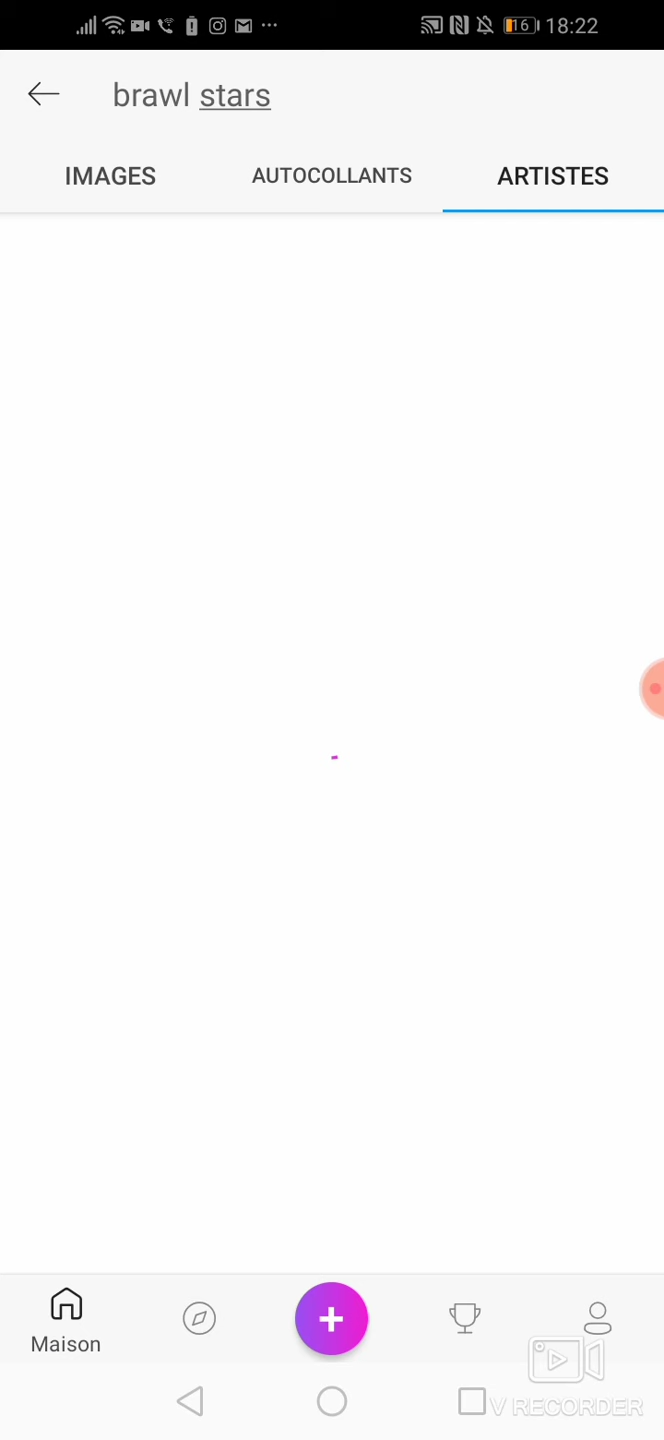 16 18:22
brawl stars
IMAGES AUTOCOLLANTS ARTISTES
Maison
V RECORDER